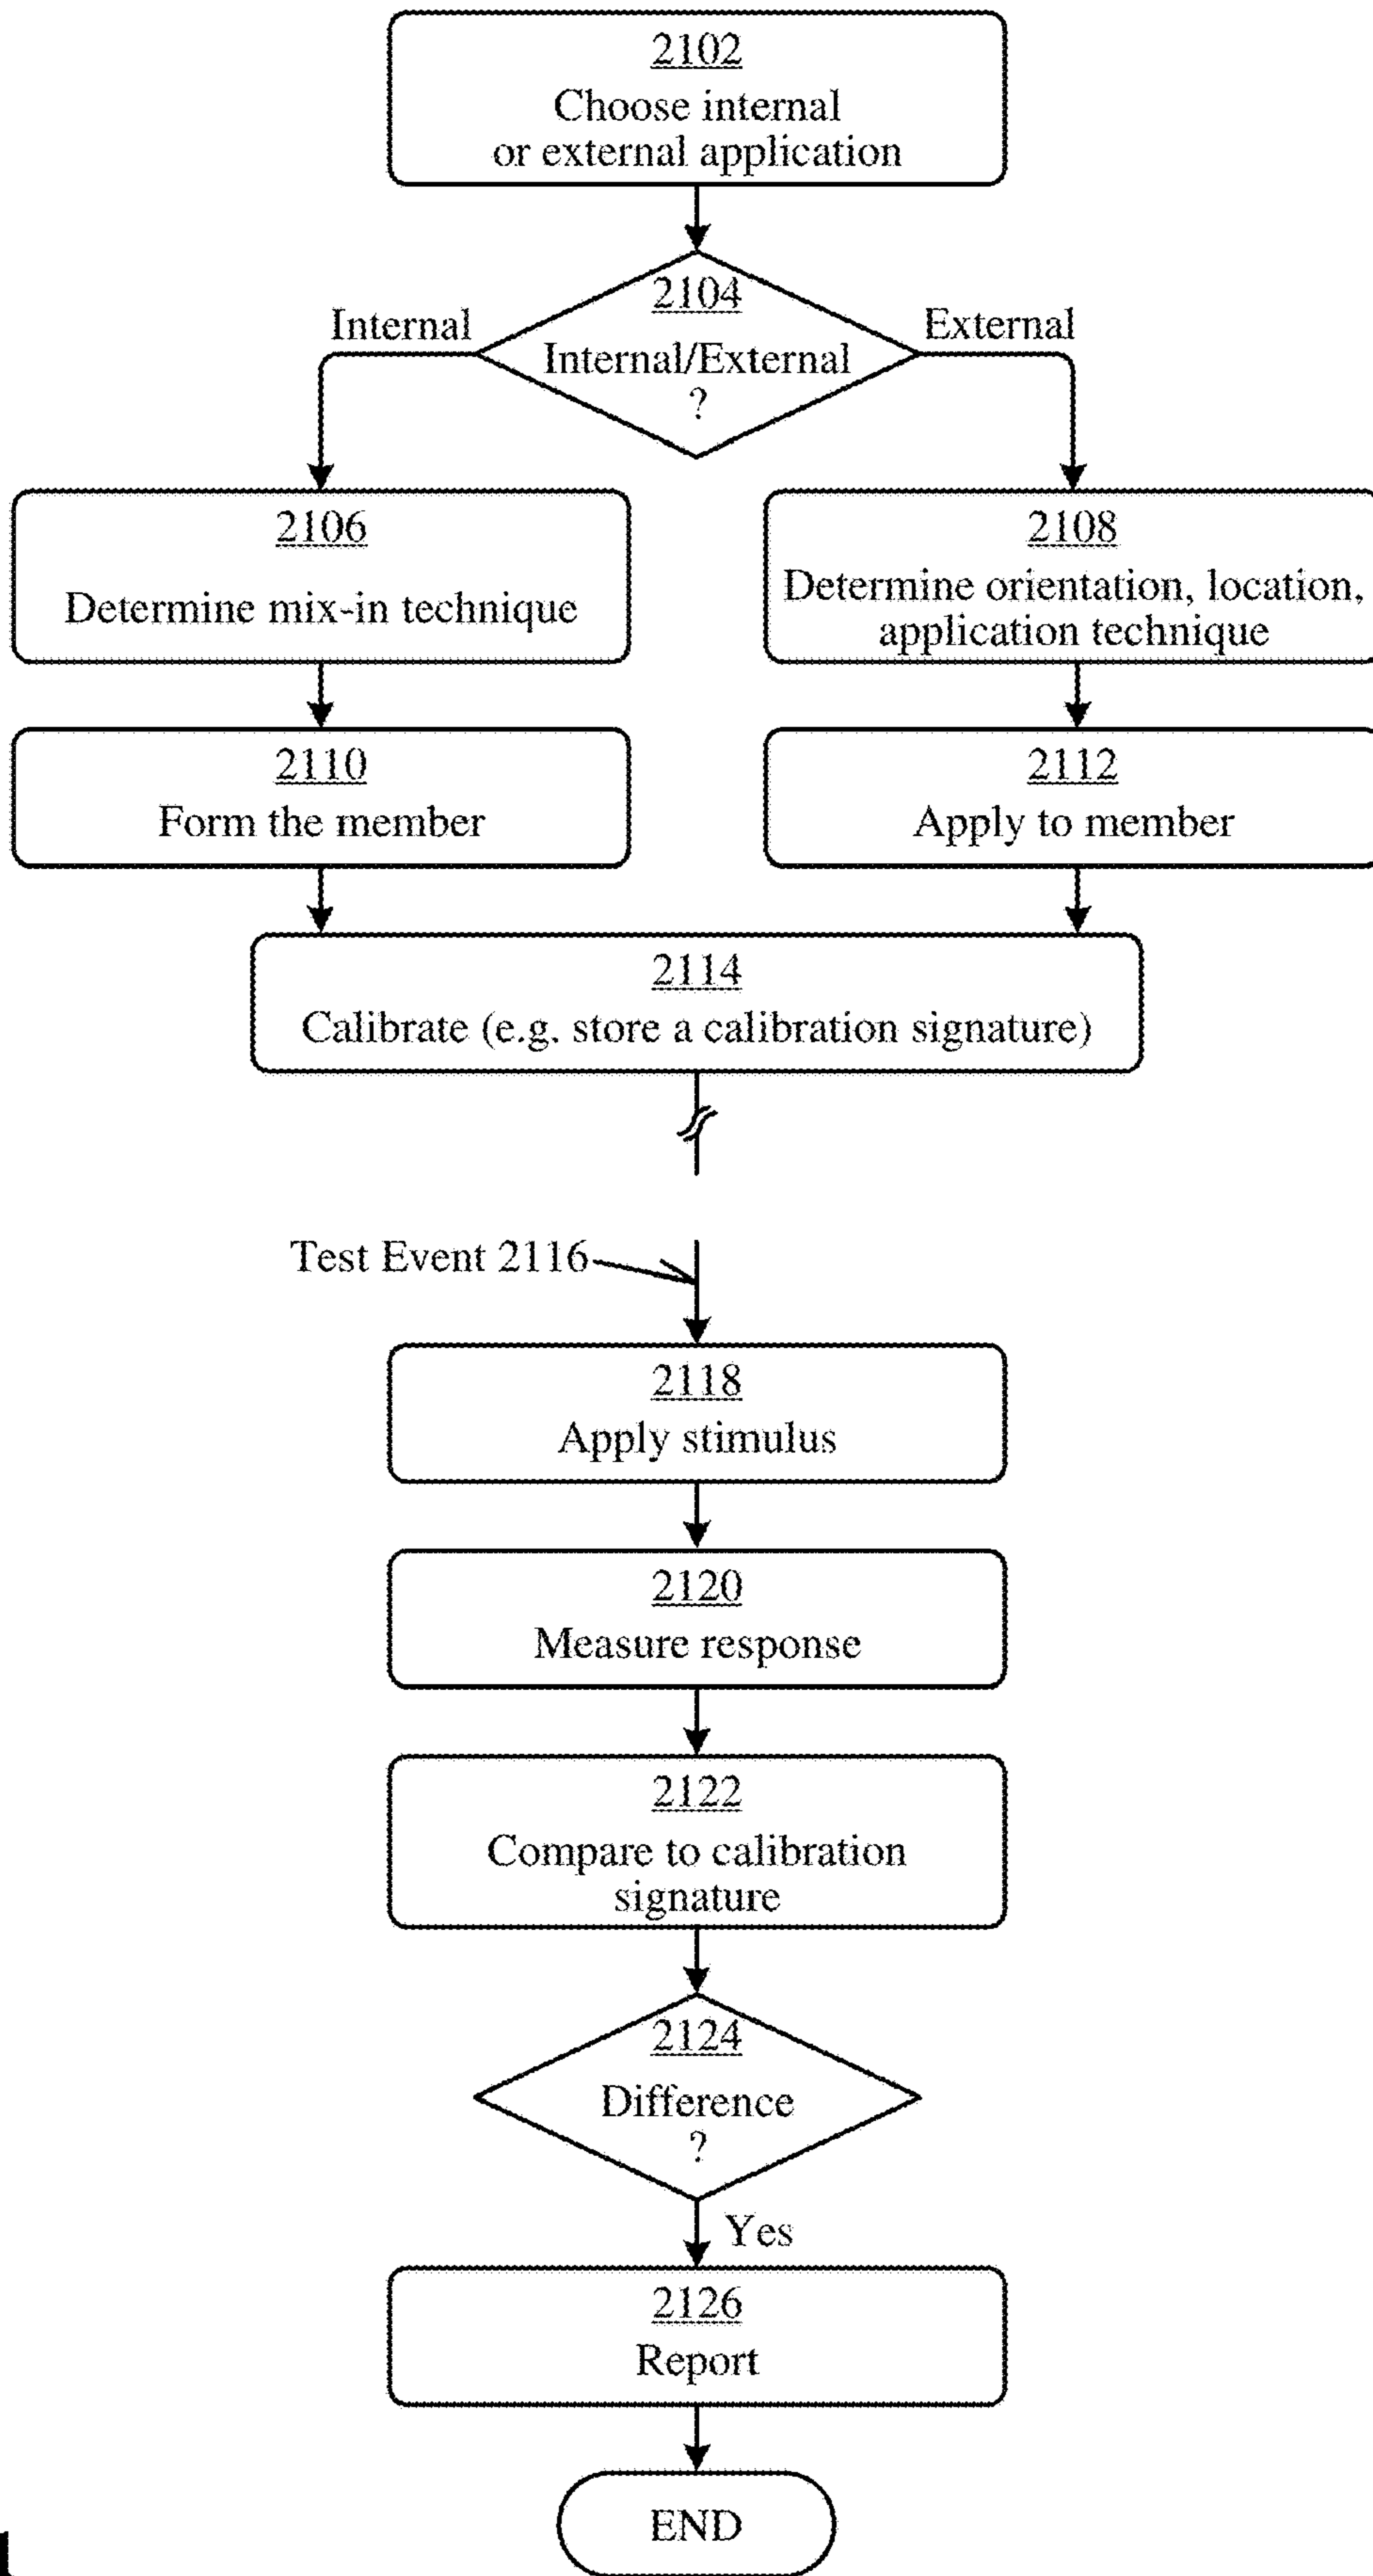 2102
Choose internal
or external application
2104
Internal/External
?
Internal
External
2106
Determine mix-in technique
2108
Determine orientation, location,
application technique
2110
Form the member
2112
Apply to member
2114
Calibrate (e.g. store a calibration signature)
Test Event 2116
2118
Apply stimulus
2120
Measure response
2122
Compare to calibration
signature
2124
Difference
?
Yes
2126
Report
END